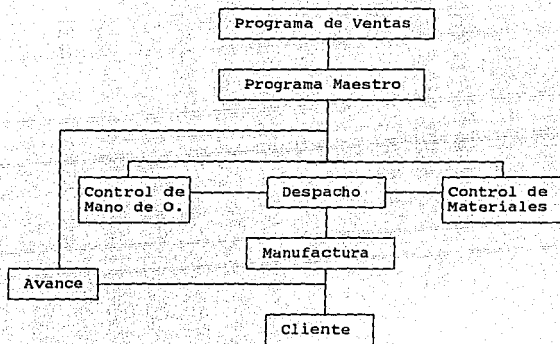 Programa de Ventas
Programa Maestro
Control de
Mano de O.
Despacho
Control de
Materiales
Manufactura
Avance
Cliente